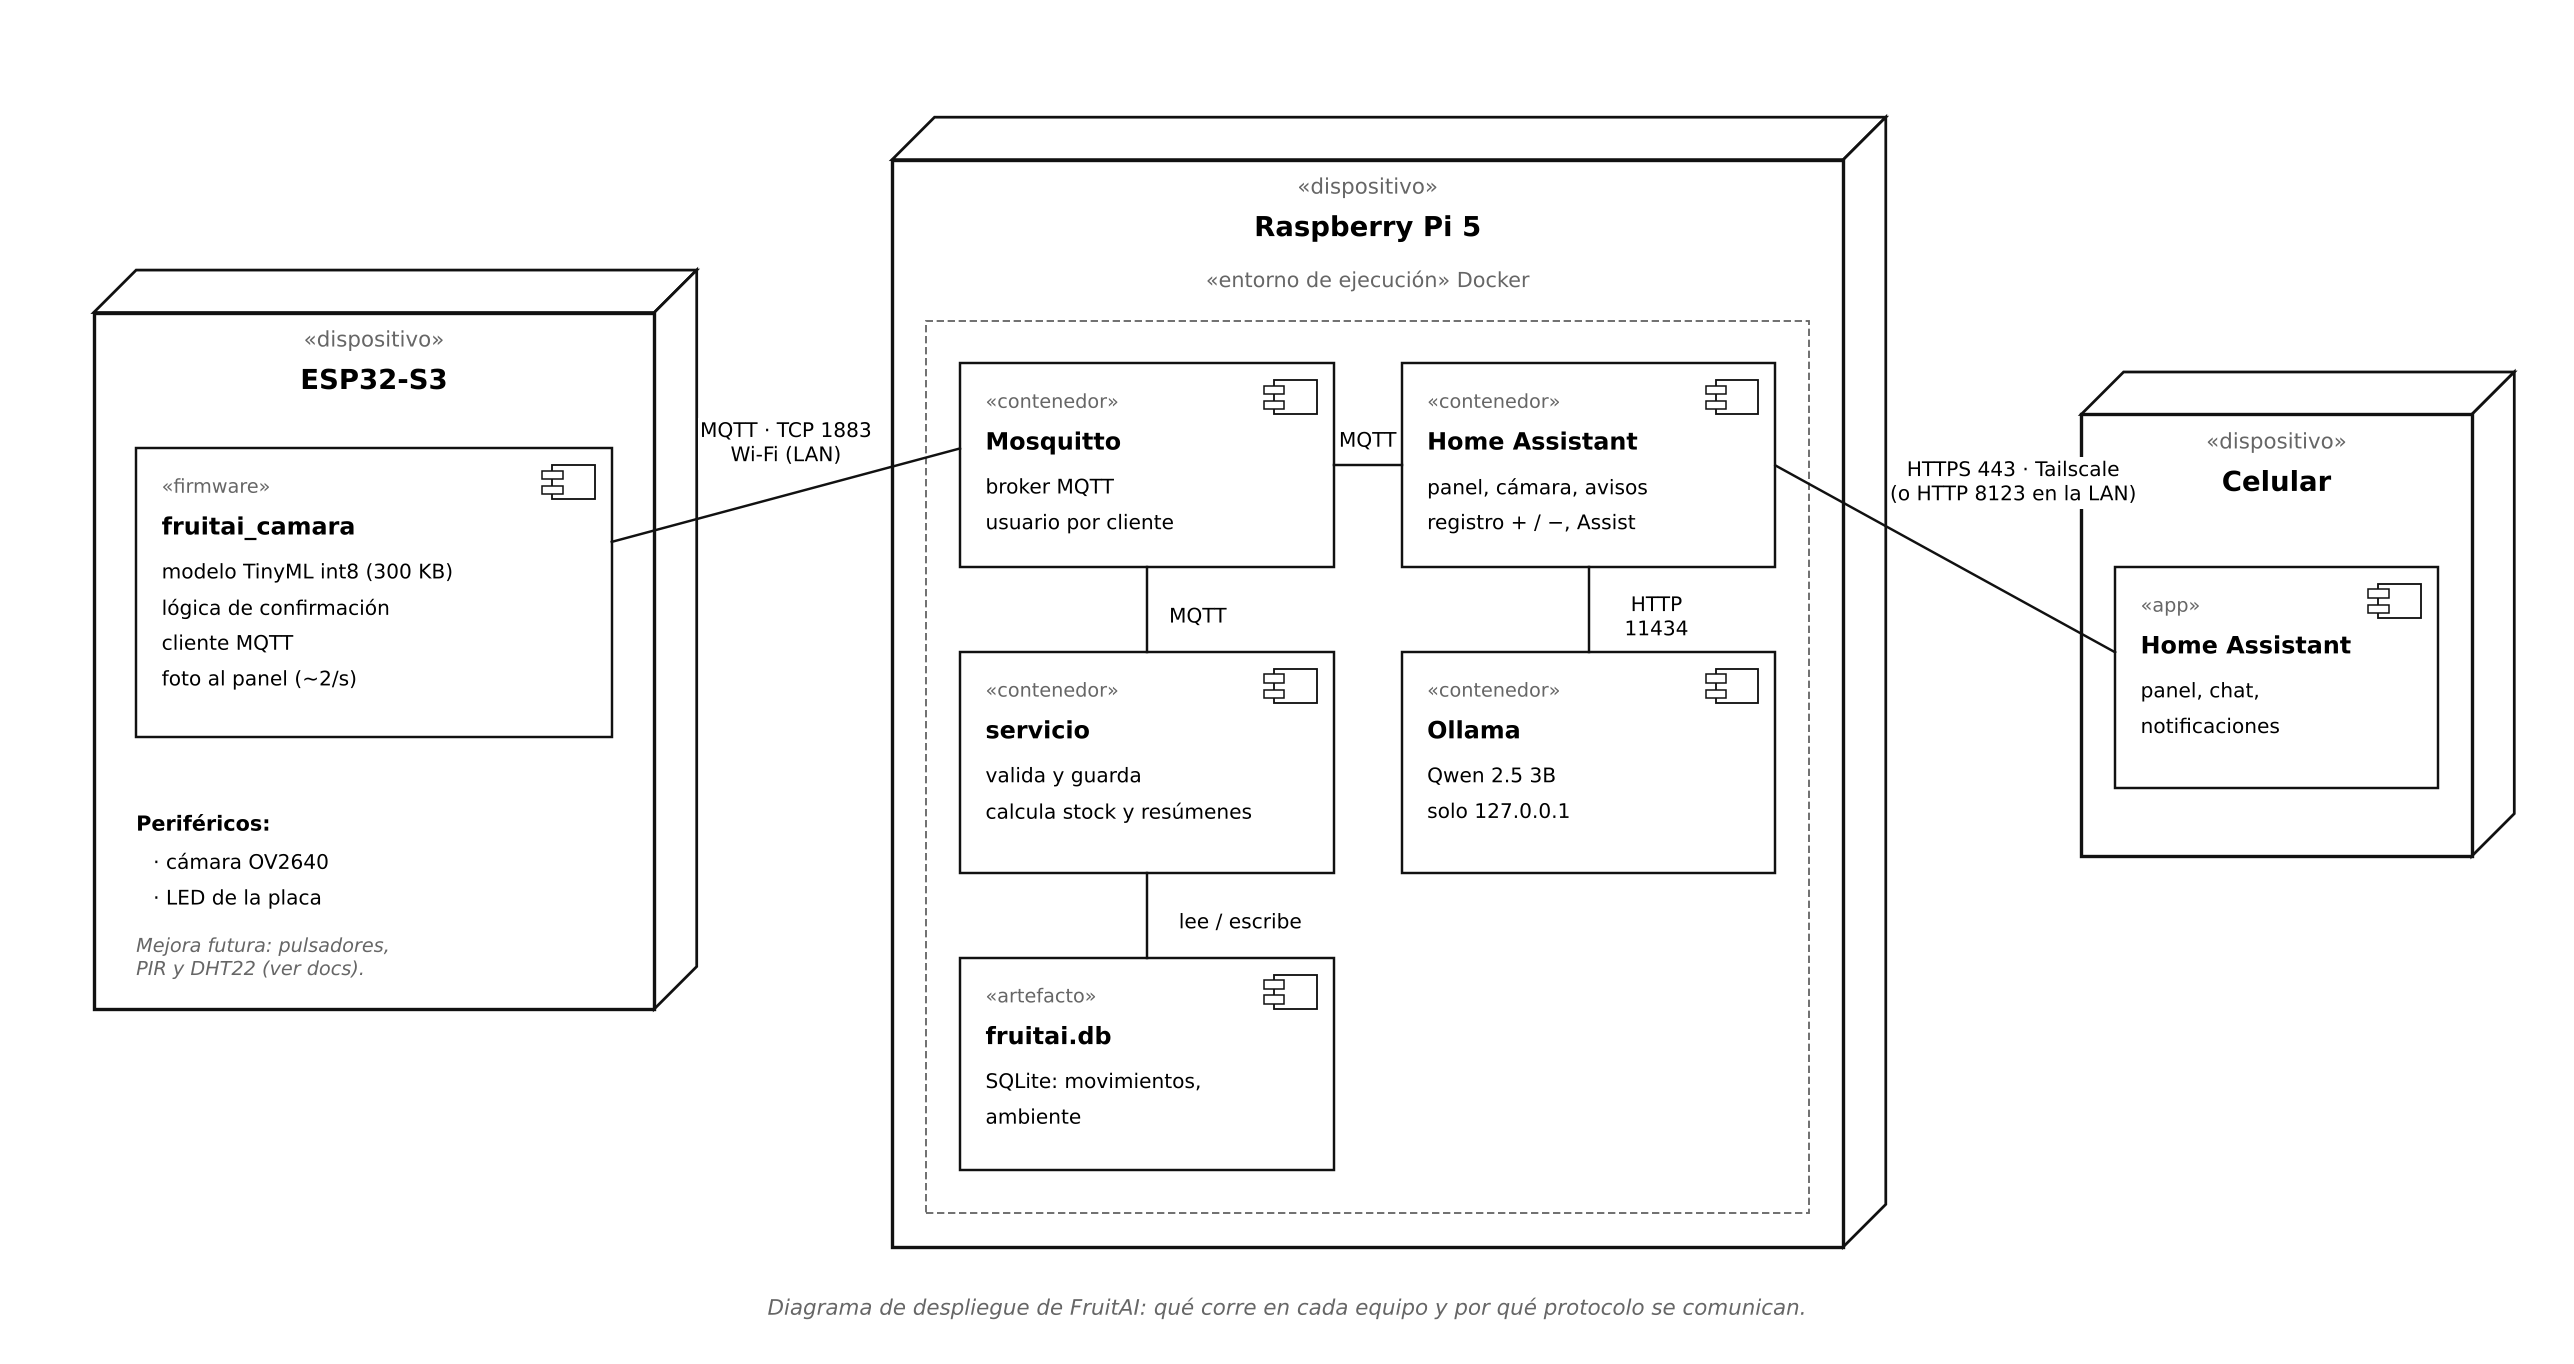 «dispositivo»
ESP32-S3
«firmware»
fruitai_camara
modelo TinyML int8 (300 KB)
lógica de confirmación
cliente MQTT
foto al panel (~2/s)
Periféricos:
· cámara OV2640
· LED de la placa
Mejora futura: pulsadores,
PIR y DHT22 (ver docs).
MQTT · TCP 1883
Wi-Fi (LAN)
«dispositivo»
Raspberry Pi 5
«entorno de ejecución» Docker
«contenedor»
Mosquitto
broker MQTT
usuario por cliente
MQTT
«contenedor»
Home Assistant
panel, cámara, avisos
registro + / −, Assist
MQTT
HTTP
11434
«contenedor»
servicio
valida y guarda
calcula stock y resúmenes
«contenedor»
Ollama
Qwen 2.5 3B
solo 127.0.0.1
lee / escribe
«artefacto»
fruitai.db
SQLite: movimientos,
ambiente
HTTPS 443 · Tailscale
(o HTTP 8123 en la LAN)
«dispositivo»
Celular
«app»
Home Assistant
panel, chat,
notificaciones
Diagrama de despliegue de FruitAI: qué corre en cada equipo y por qué protocolo se comunican.